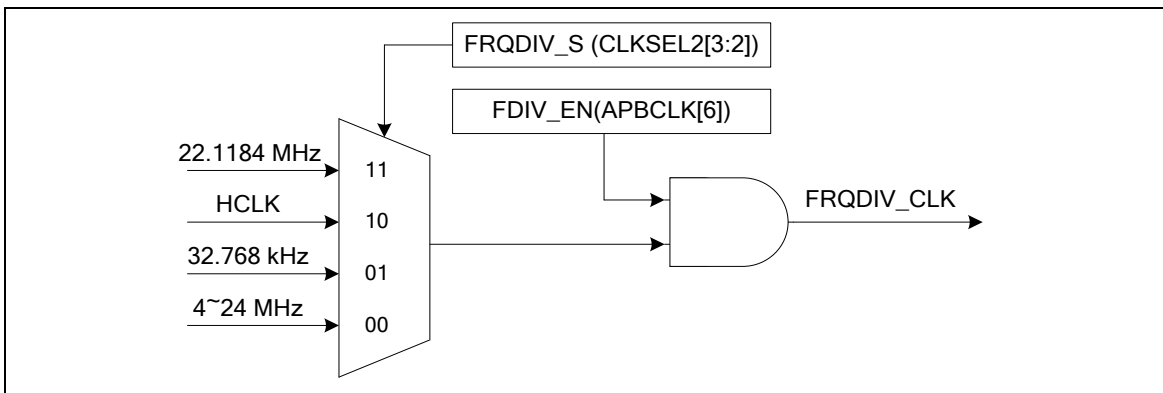 FRQDIV_S (CLKSEL2[3:2])
FDIV_EN(APBCLK[6])
22.1184 MHz
11
HCLK
10
32.768 kHz
01
4~24 MHz
00
FRQDIV_CLK